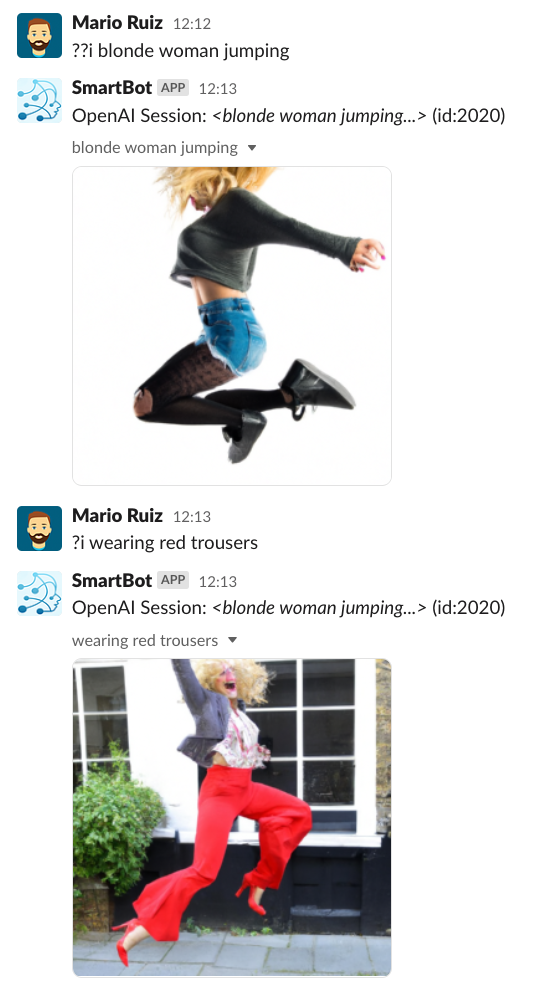 Mario Ruiz 12:12
??i blonde woman jumping
SmartBot APP 12:13
OpenAI Session: <blonde woman jumping...> (id:2020)
blonde woman jumping
Mario Ruiz 12:13
?i wearing red trousers
SmartBot APP 12:13
OpenAI Session: <blonde woman jumping...> (id:2020)
wearing red trousers